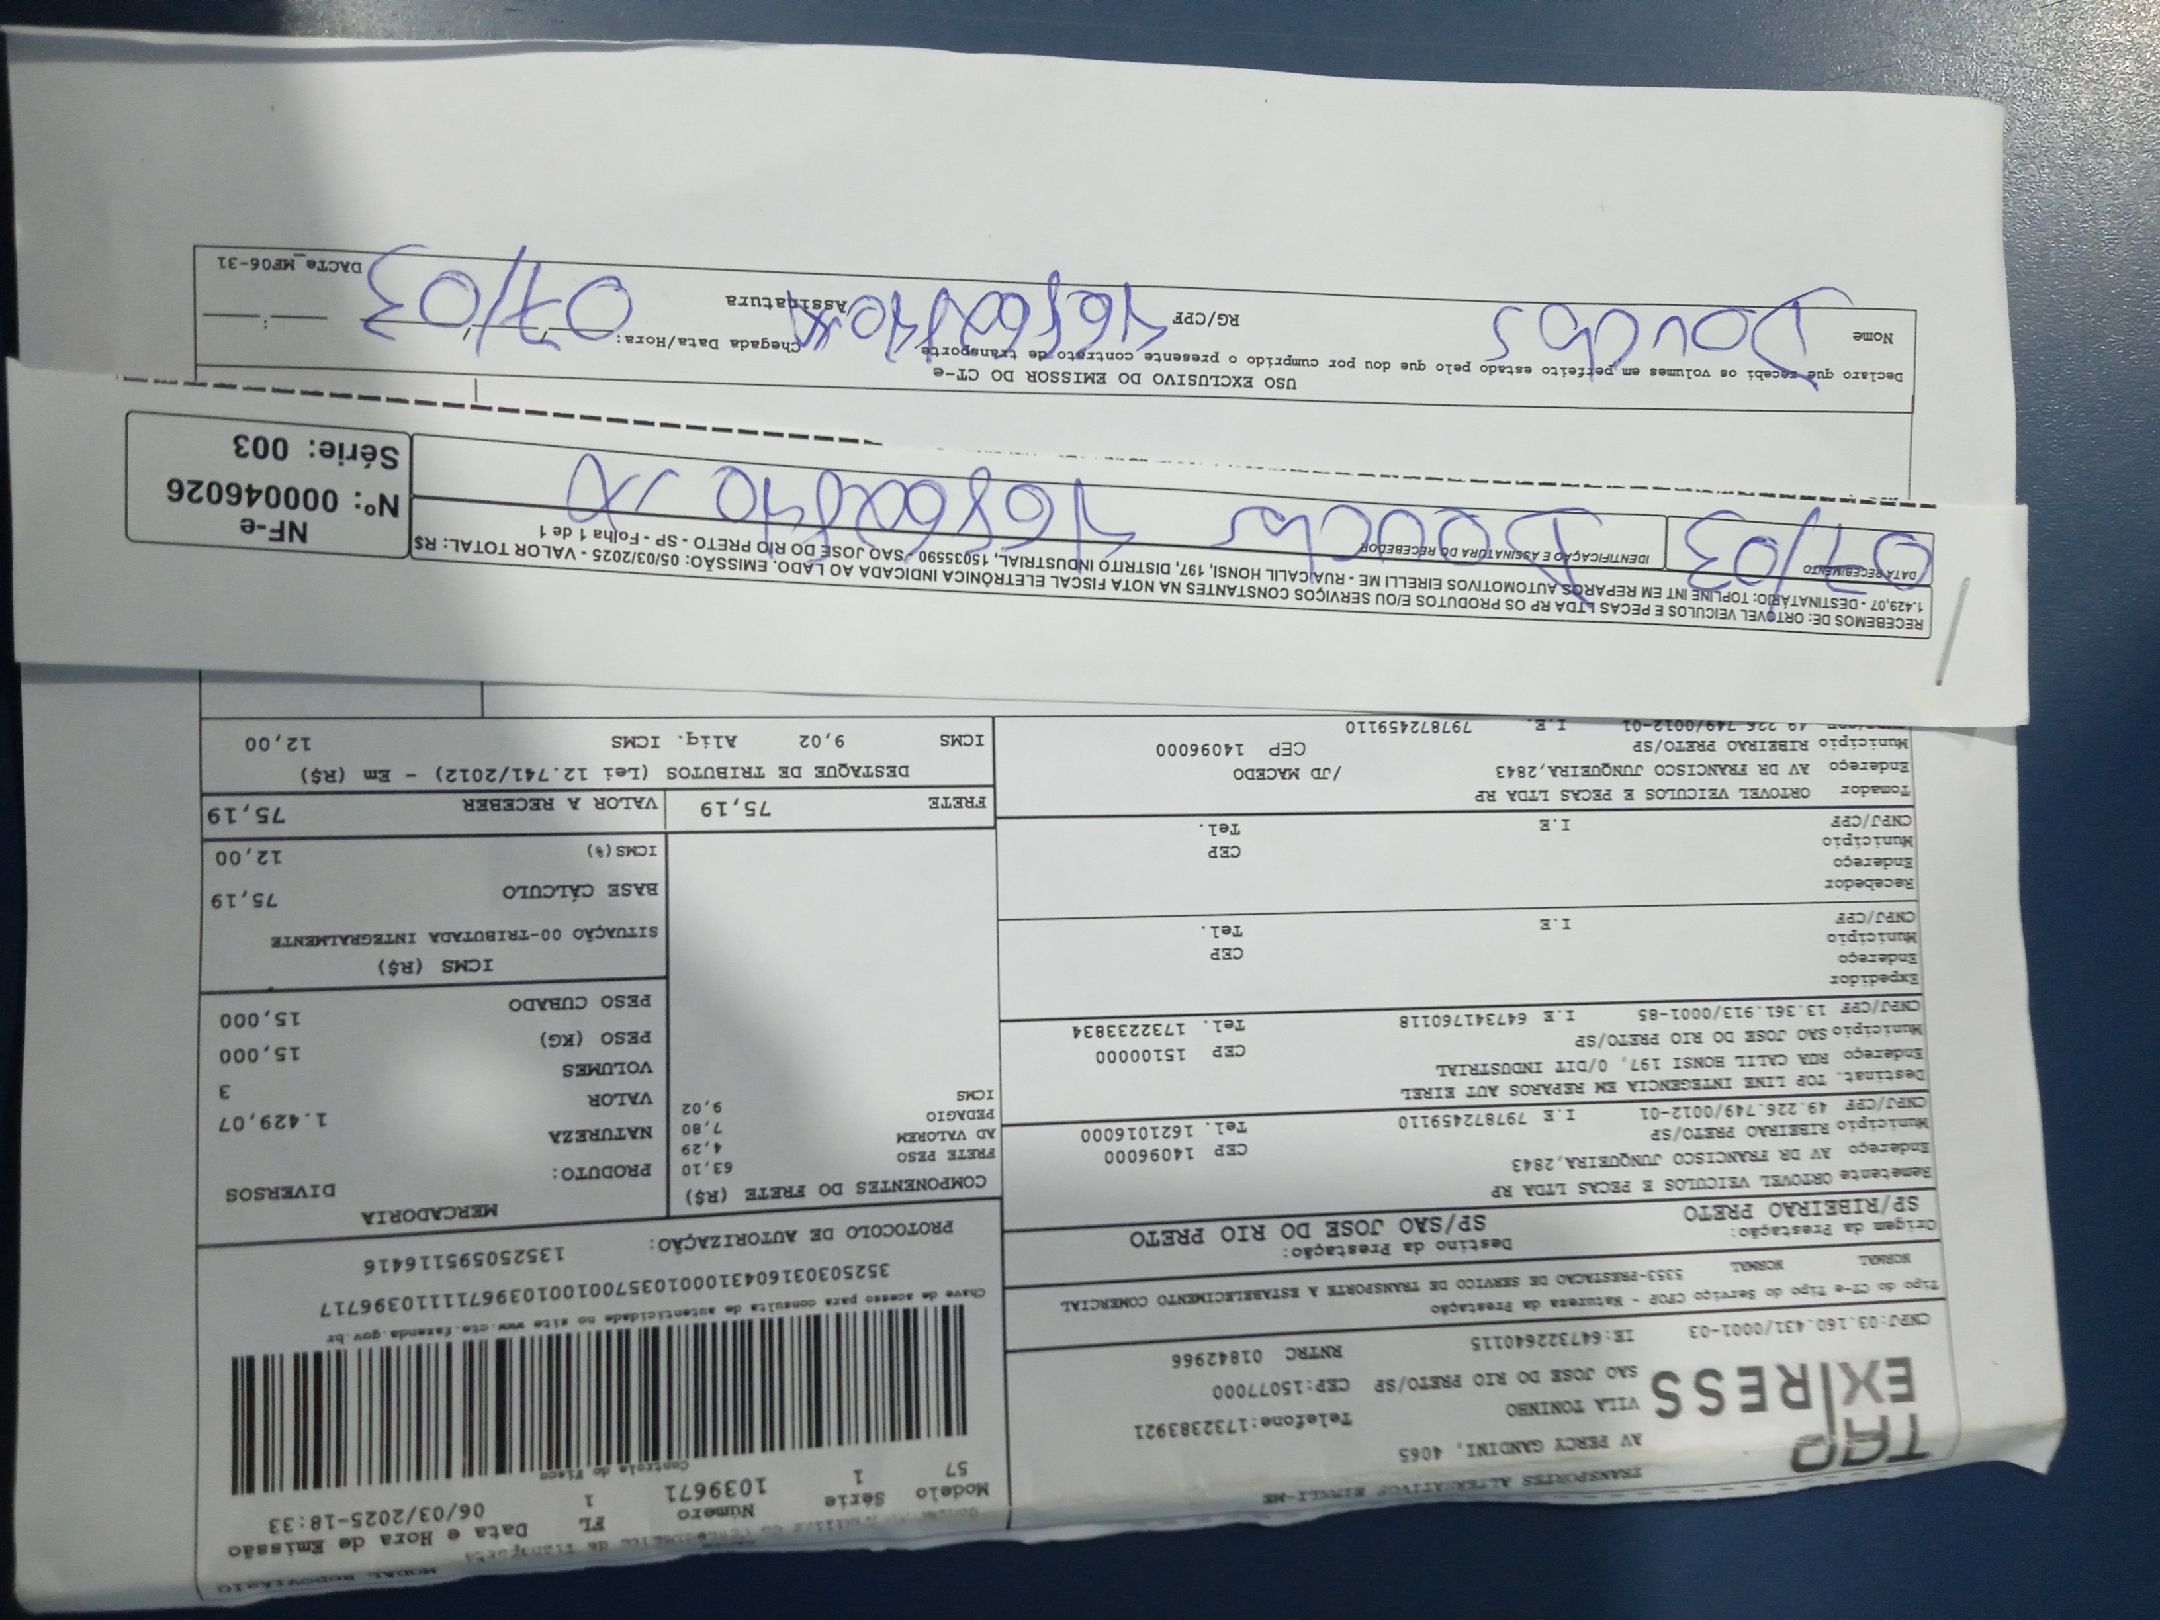 MODAL RODOVIÁRIO
TAQ EXPRESS
TRANSPORTES ALTERNATIVOS EIRELI-ME
AV PERCY GANDINI, 4065
VILA TONINHO Telefone:1732383921
SAO JOSE DO RIO PRETO/SP CEP:15077000
CNPJ:03.160.431/0001-03 IE:647322640115 RNTRC 01842966
Modelo Série Número FL Data e Hora de Emissão
57 1 1039671 1 06/03/2025-18:33
Controle do Fisco
Chave de acesso para consulta de autenticidade no site www.cte.fazenda.gov.br
35250303160431000103570010010396711110396717
PROTOCOLO DE AUTORIZAÇÃO: 135250595116416
Tipo do CT-e Tipo do Serviço CFOP - Natureza da Prestação
NORMAL NORMAL 5353-PRESTACAO DE SERVICO DE TRANSPORTE A ESTABELECIMENTO COMERCIAL
Origem da Prestação: Destino da Prestação:
SP/RIBEIRAO PRETO SP/SAO JOSE DO RIO PRETO
Remetente ORTOVEL VEICULOS E PECAS LTDA RP
Endereço AV DR FRANCISCO JUNQUEIRA,2843
Município RIBEIRAO PRETO/SP CEP 14096000
CNPJ/CPF 49.226.749/0012-01 I.E 797872459110 Tel. 1621016000
Destinat. TOP LINE INTEGENCIA EM REPAROS AUT EIREL
Endereço RUA CALIL HONSI 197, 0/DIT INDUSTRIAL
Município SAO JOSE DO RIO PRETO/SP CEP 15100000
CNPJ/CPF 13.361.913/0001-85 I.E 647341760118 Tel. 1732233834
Expedidor
Endereço
Município CEP
CNPJ/CPF I.E Tel.
Recebedor
Endereço
Município CEP
CNPJ/CPF I.E Tel.
Tomador ORTOVEL VEICULOS E PECAS LTDA RP
Endereço AV DR FRANCISCO JUNQUEIRA,2843 /JD MACEDO
Município RIBEIRAO PRETO/SP CEP 14096000
49.226.749/0012-01 I.E. 797872459110
COMPONENTES DO FRETE (R$)
FRETE PESO 63,10
AD VALOREM 4,29
PEDAGIO 7,80
ICMS 9,02
MERCADORIA
PRODUTO: DIVERSOS
NATUREZA
VALOR 1.429,07
VOLUMES 3
PESO (KG) 15,000
PESO CUBADO 15,000
ICMS (R$)
SITUAÇÃO 00-TRIBUTADA INTEGRALMENTE
BASE CÁLCULO 75,19
ICMS(%) 12,00
FRETE 75,19 VALOR A RECEBER 75,19
DESTAQUE DE TRIBUTOS (Lei 12.741/2012) - Em (R$)
ICMS 9,02 Aliq. ICMS 12,00
RECEBEMOS DE: ORTOVEL VEICULOS E PECAS LTDA RP OS PRODUTOS E/OU SERVIÇOS CONSTANTES NA NOTA FISCAL ELETRÔNICA INDICADA AO LADO. EMISSÃO: 05/03/2025 - VALOR TOTAL: R$
1.429,07 - DESTINATÁRIO: TOPLINE INT EM REPAROS AUTOMOTIVOS EIRELLI ME - RUA CALIL HONSI, 197, DISTRITO INDUSTRIAL, 15035590 - SAO JOSE DO RIO PRETO - SP - Folha 1 de 1
DATA RECEBIMENTO IDENTIFICAÇÃO E ASSINATURA DO RECEBEDOR
07/03
NF-e
Nº: 000046026
Série: 003
USO EXCLUSIVO DO EMISSOR DO CT-e
Declaro que recebi os volumes em perfeito estado pelo que dou por cumprido o presente contrato de transporte.
Nome RG/CPF Assinatura Chegada Data/Hora: 07/03
DACTe_MF06-31